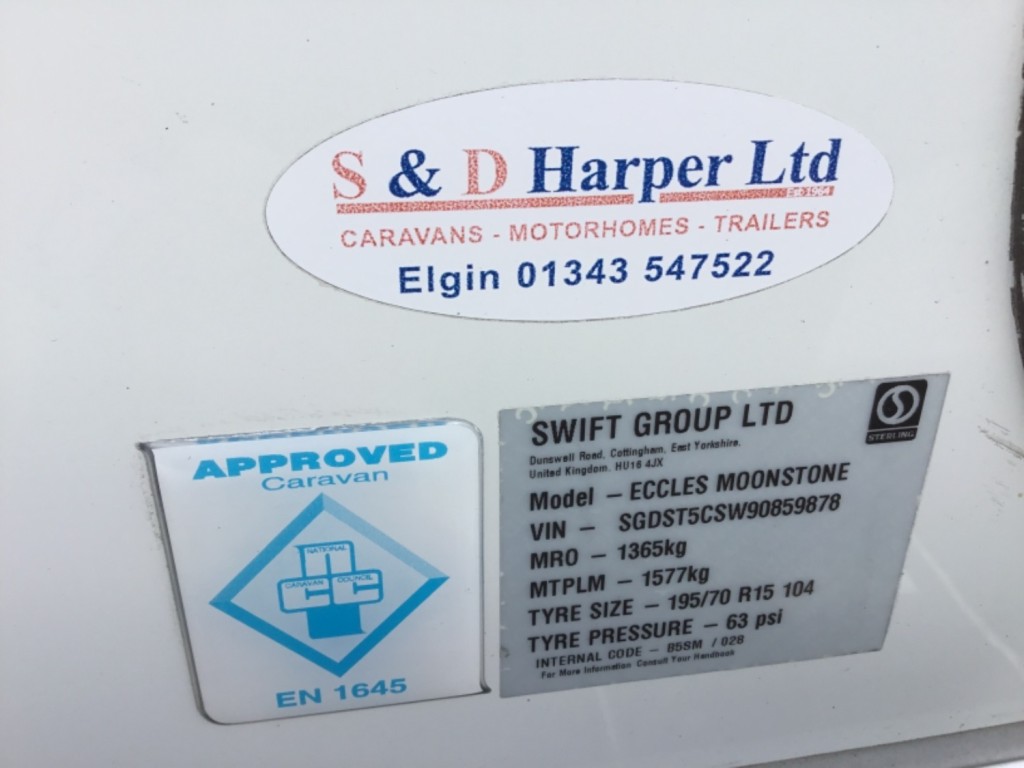 S & D Harper Ltd
Est 1964
CARAVANS - MOTORHOMES - TRAILERS
Elgin 01343 547522
APPROVED
Caravan
NATIONAL
CARAVAN COUNCIL
EN 1645
SWIFT GROUP LTD
STERLING
Dunswell Road, Cottingham, East Yorkshire.
United Kingdom. HU16 4JX
Model – ECCLES MOONSTONE
VIN – SGDST5CSW90859878
MRO – 1365kg
MTPLM – 1577kg
TYRE SIZE – 195/70 R15 104
TYRE PRESSURE – 63 psi
INTERNAL CODE – B5SM / 028
For More Information Consult Your Handbook